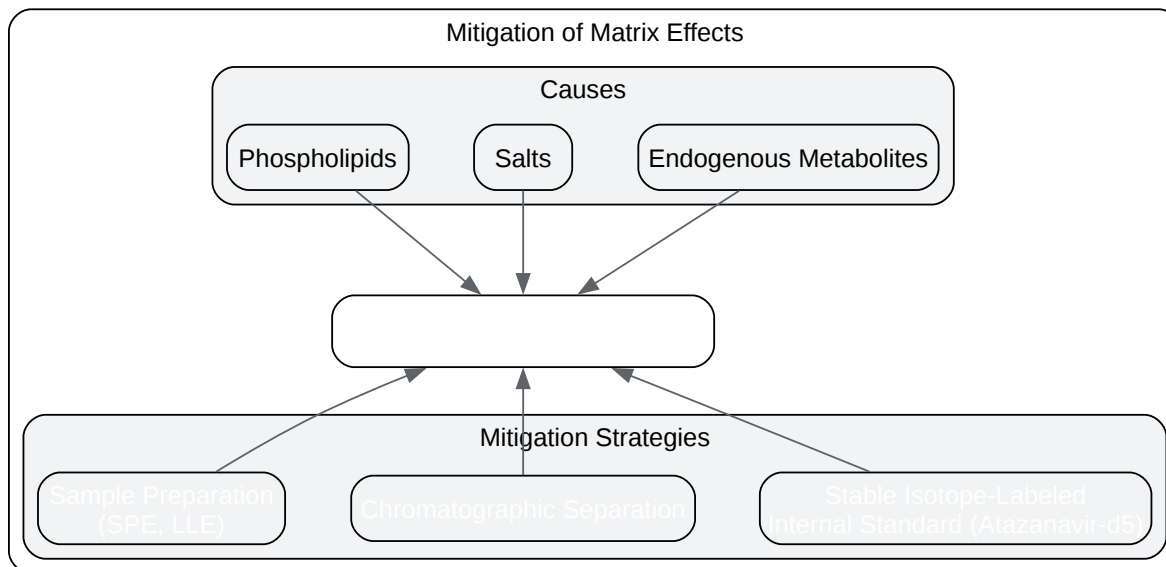 Mitigation of Matrix Effects
Causes
Phospholipids
Salts
Endogenous Metabolites
Mitigation Strategies
Sample Preparation
(SPE, LLE)
Chromatographic Separation
Stable Isotope-Labeled
Internal Standard (Atazanavir-d5)